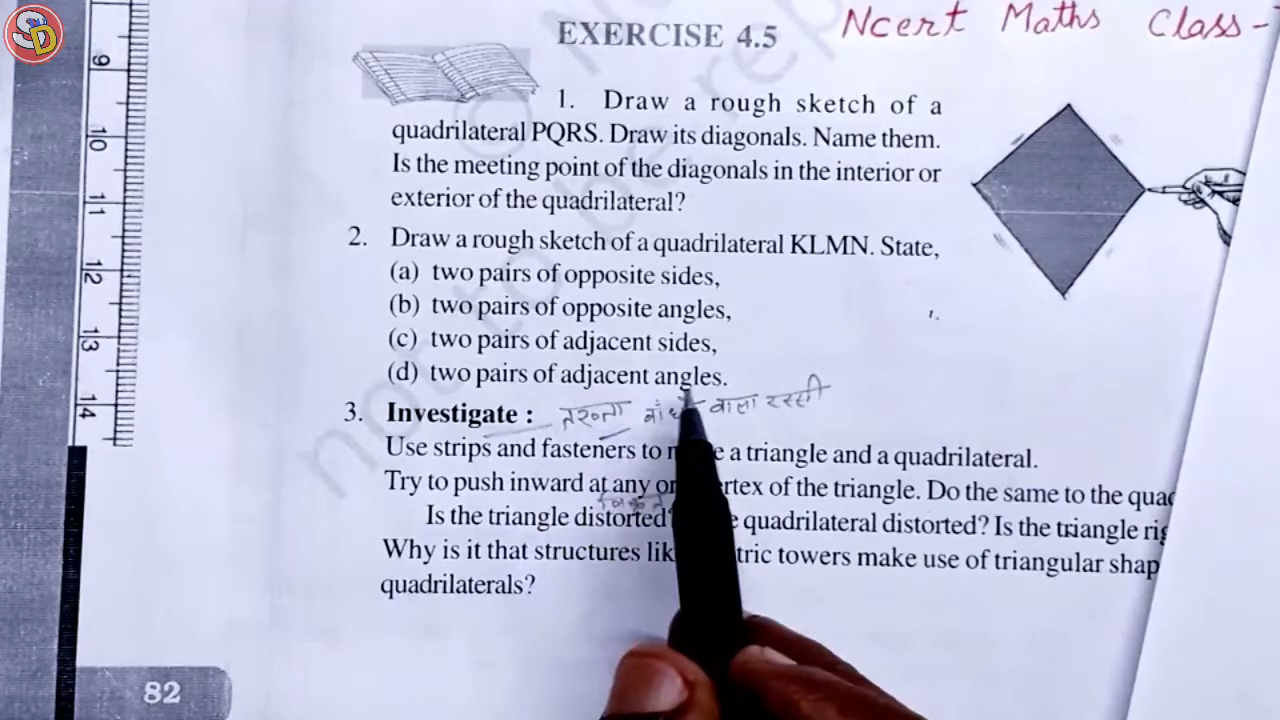 SD
EXERCISE 4.5
Ncert Maths Class -
1. Draw a rough sketch of a
quadrilateral PQRS. Draw its diagonals. Name them.
Is the meeting point of the diagonals in the interior or
exterior of the quadrilateral?
2. Draw a rough sketch of a quadrilateral KLMN. State,
(a) two pairs of opposite sides,
(b) two pairs of opposite angles,
(c) two pairs of adjacent sides,
(d) two pairs of adjacent angles.
3. Investigate : वाला रस्सी
Use strips and fasteners to a triangle and a quadrilateral.
Try to push inward at any of the triangle. Do the same to the
Is the triangle distorted? quadrilateral distorted? Is the triangle
Why is it that structures towers make use of triangular
quadrilaterals?
9
10
11
12
13
14
82